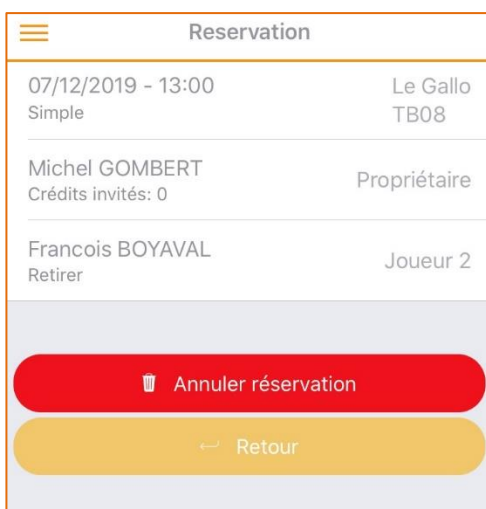 Reservation
07/12/2019 - 13:00
Simple
Le Gallo
TB08
Michel GOMBERT
Crédits invités: 0
Propriétaire
Francois BOYAVAL
Retirer
Joueur 2
Annuler réservation
Retour